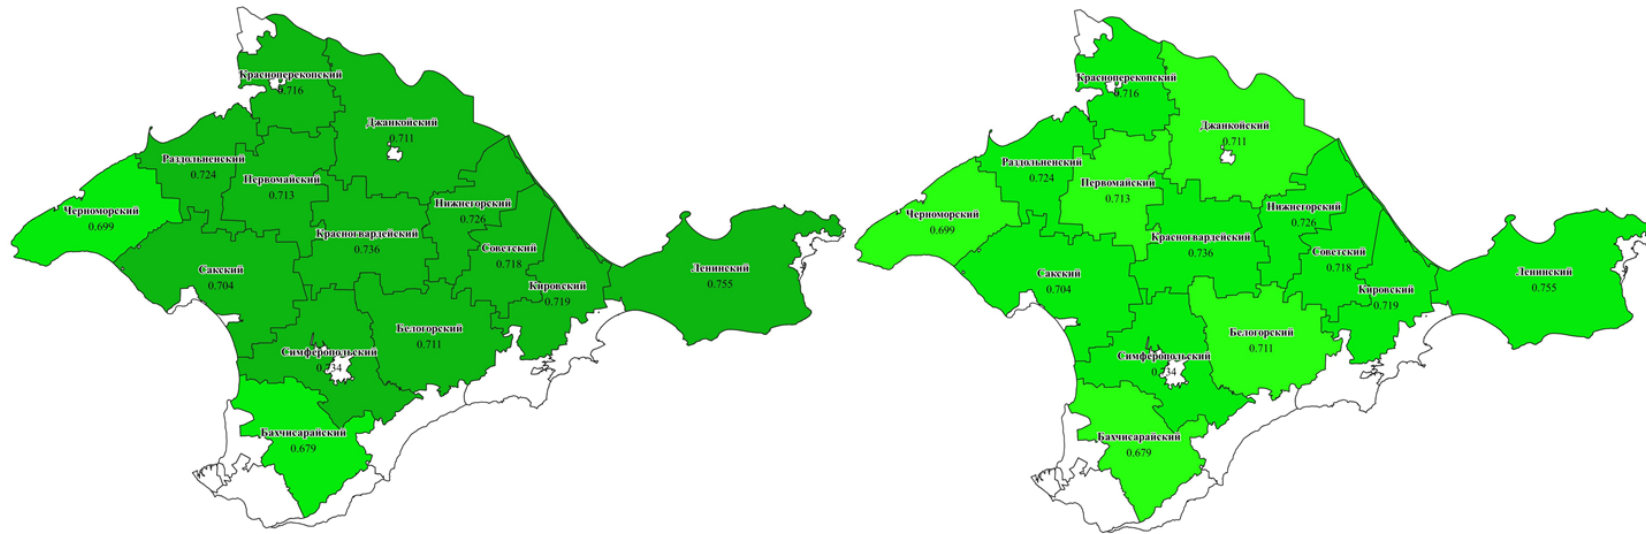 Красноперекопский
0.716
Джанкойский
0.711
Раздольненский
0.724
Первомайский
0.713
Черноморский
0.699
Нижнегорский
0.726
Красногвардейский
0.736
Советский
0.718
Сакский
0.704
Ленинский
0.755
Кировский
0.719
Белогорский
0.711
Симферопольский
0.734
Бахчисарайский
0.679
Красноперекопский
0.716
Джанкойский
0.711
Раздольненский
0.724
Первомайский
0.713
Черноморский
0.699
Нижнегорский
0.726
Красногвардейский
0.736
Советский
0.718
Сакский
0.704
Ленинский
0.755
Кировский
0.719
Белогорский
0.711
Симферопольский
0.734
Бахчисарайский
0.679